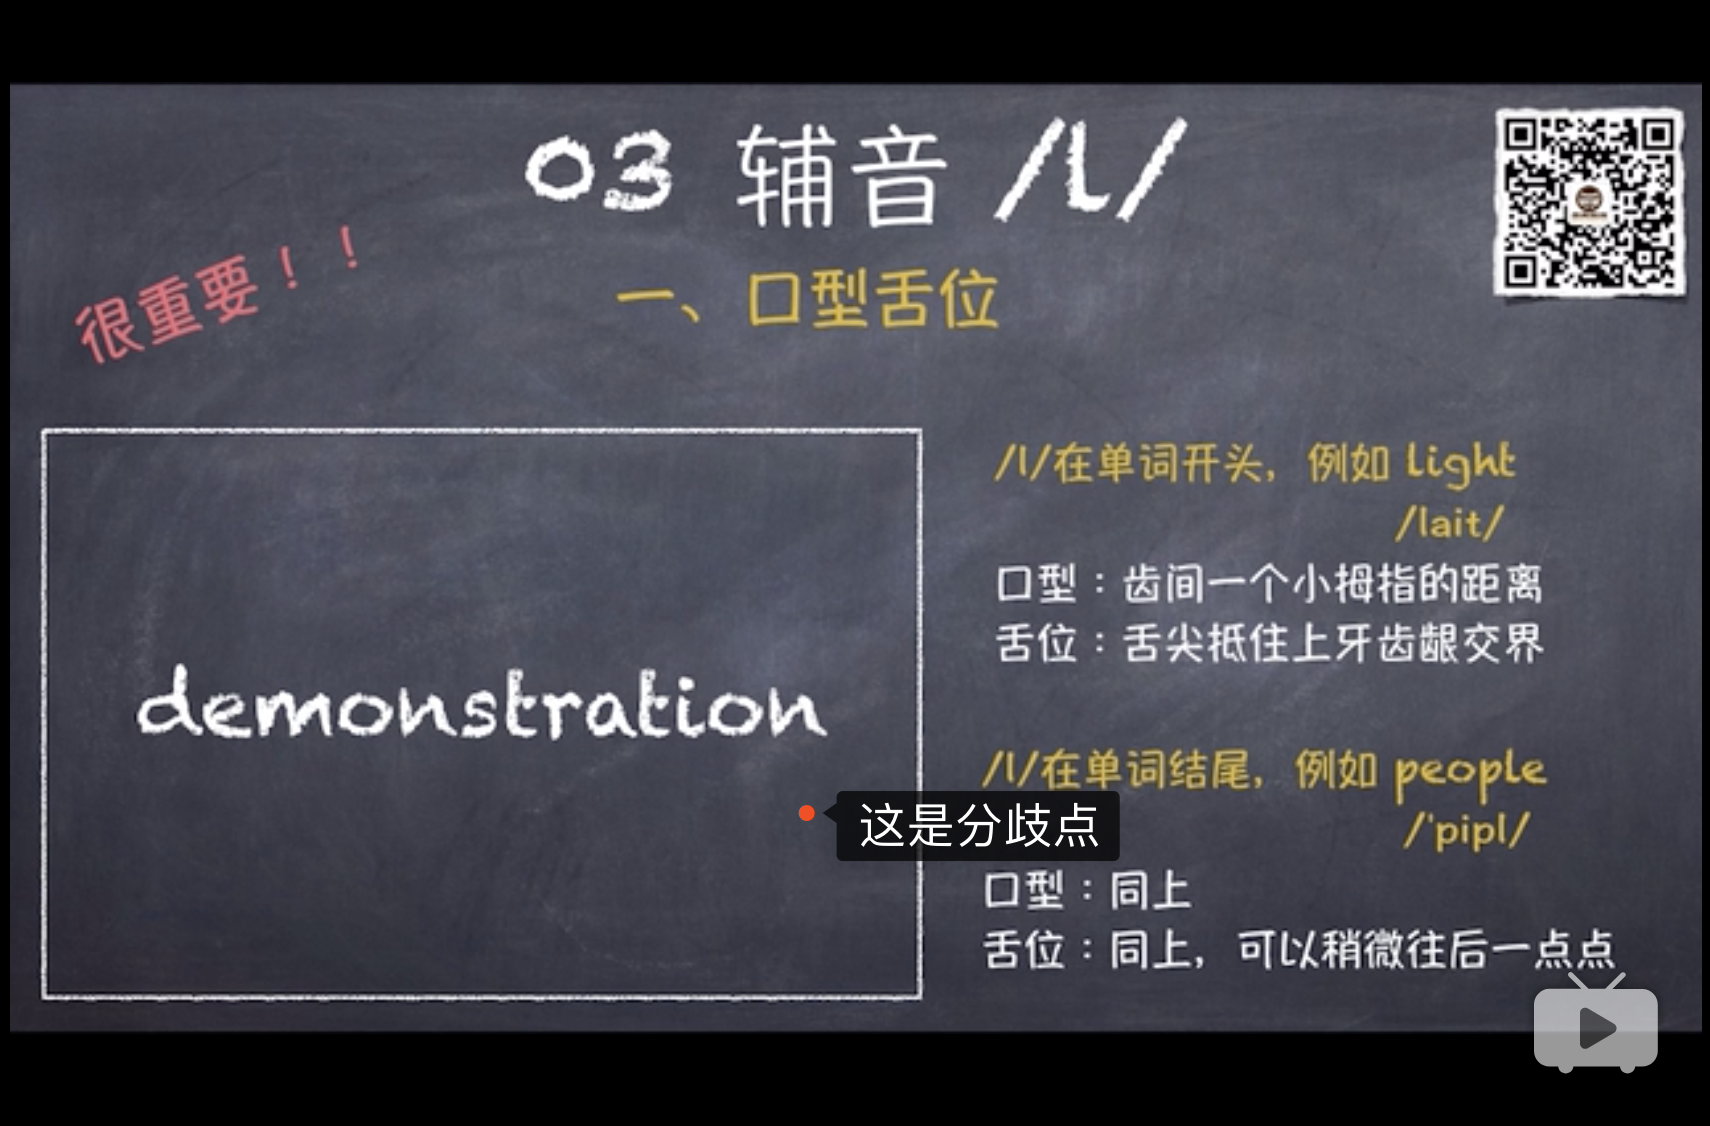 03 辅音 /l/
很重要！！
一、口型舌位
/l/在单词开头，例如 light
/lait/
口型：齿间一个小拇指的距离
舌位：舌尖抵住上牙齿龈交界
demonstration
/l/在单词结尾，例如 people
/'pipl/
这是分歧点
口型：同上
舌位：同上，可以稍微往后一点点